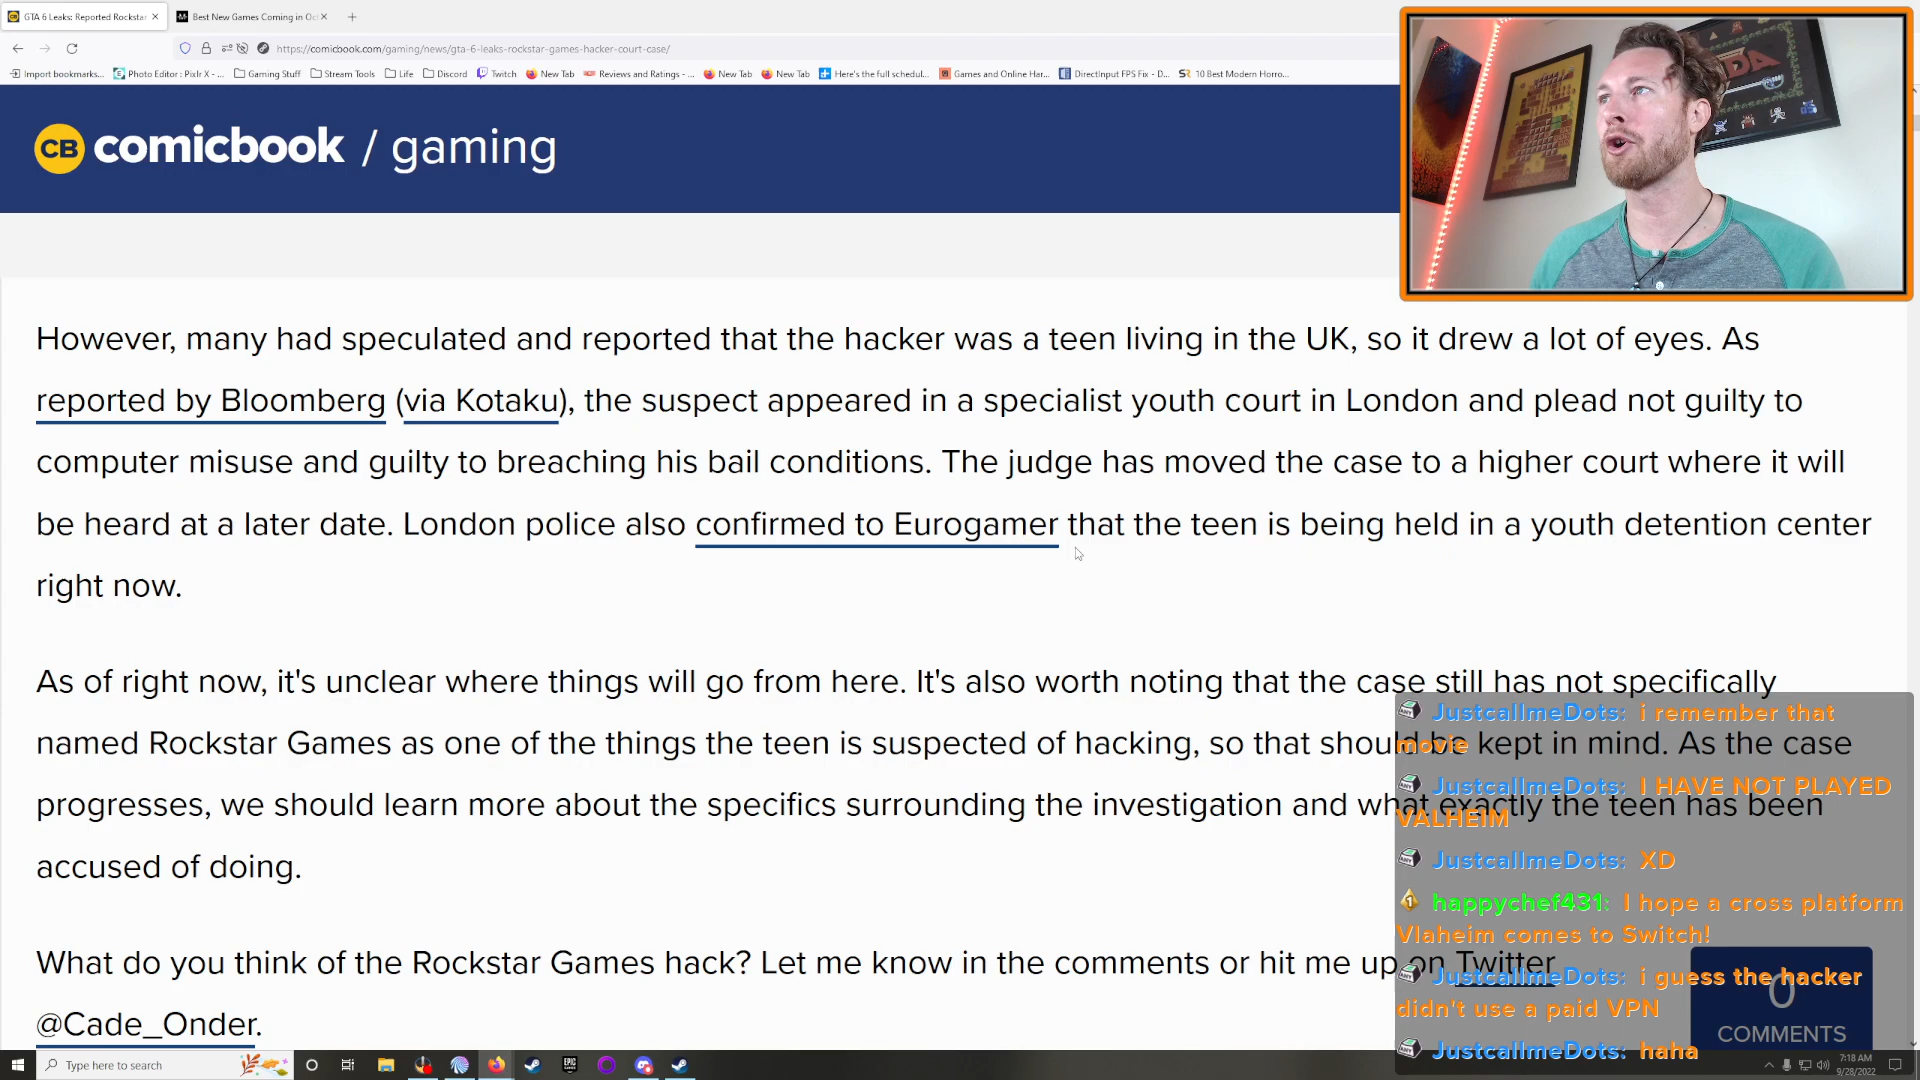 GTA 6 Leaks: Reported Rockstar
Best New Games Coming in Oct
https://comicbook.com/gaming/news/gta-6-leaks-rockstar-games-hacker-court-case/
Import bookmarks... Photo Editor : Pixlr X - ... Gaming Stuff Stream Tools Life Discord Twitch New Tab Reviews and Ratings - ... New Tab New Tab Here's the full schedul... Games and Online Har... DirectInput FPS Fix - D... 10 Best Modern Horro...
CB comicbook / gaming
However, many had speculated and reported that the hacker was a teen living in the UK, so it drew a lot of eyes. As
reported by Bloomberg (via Kotaku), the suspect appeared in a specialist youth court in London and plead not guilty to
computer misuse and guilty to breaching his bail conditions. The judge has moved the case to a higher court where it will
be heard at a later date. London police also confirmed to Eurogamer that the teen is being held in a youth detention center
right now.
As of right now, it's unclear where things will go from here. It's also worth noting that the case still has not specifically
named Rockstar Games as one of the things the teen is suspected of hacking, so that should be kept in mind. As the case
progresses, we should learn more about the specifics surrounding the investigation and what exactly the teen has been
accused of doing.
What do you think of the Rockstar Games hack? Let me know in the comments or hit me up on Twitter
@Cade_Onder.
JustcallmeDots: i remember that
movie
JustcallmeDots: I HAVE NOT PLAYED
VALHEIM
JustcallmeDots: XD
happychef431: I hope a cross platform
Vlaheim comes to Switch!
JustcallmeDots: i guess the hacker
didn't use a paid VPN
JustcallmeDots: haha
0
COMMENTS
Type here to search
7:18 AM
9/28/2022